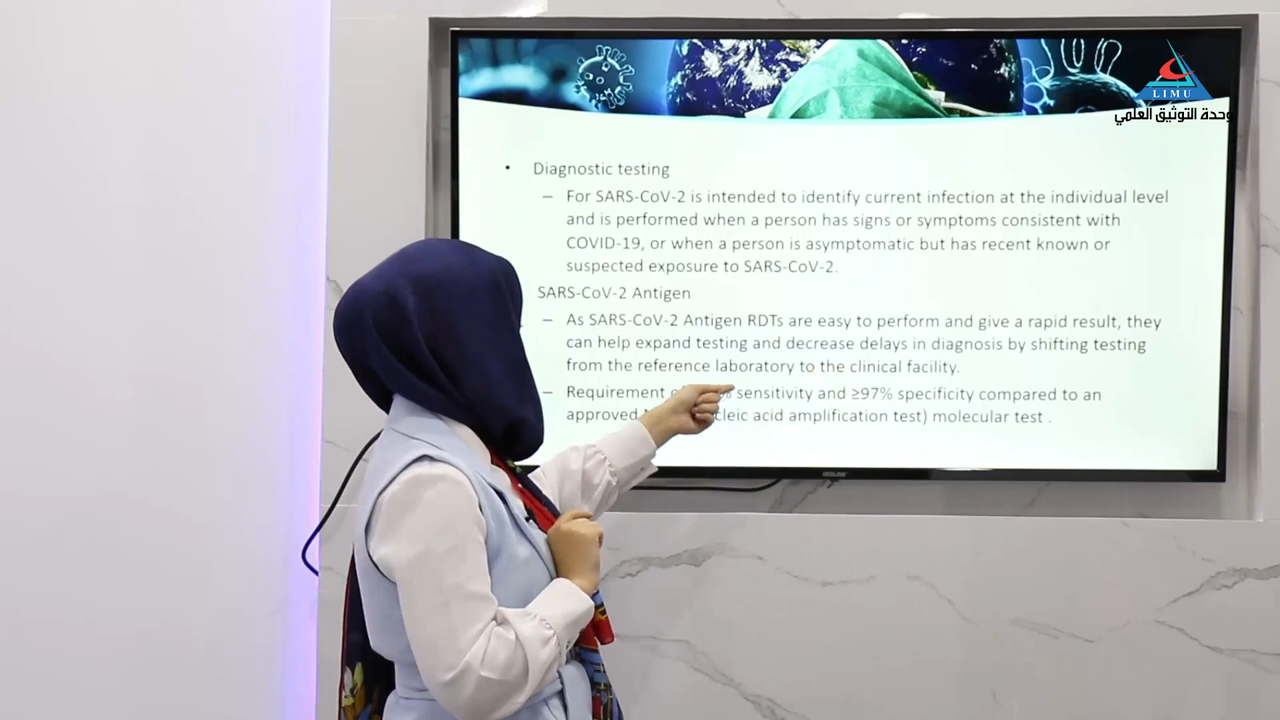 LIMU
وحدة التوثيق العلمي
• Diagnostic testing
– For SARS-CoV-2 is intended to identify current infection at the individual level
and is performed when a person has signs or symptoms consistent with
COVID-19, or when a person is asymptomatic but has recent known or
suspected exposure to SARS-CoV-2.
SARS-CoV-2 Antigen
– As SARS-CoV-2 Antigen RDTs are easy to perform and give a rapid result, they
can help expand testing and decrease delays in diagnosis by shifting testing
from the reference laboratory to the clinical facility.
– Requirement sensitivity and ≥97% specificity compared to an
approved acid amplification test) molecular test .